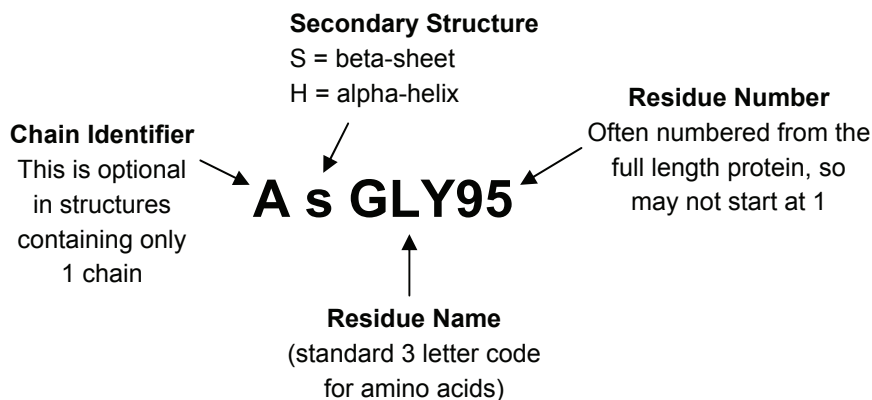 Secondary Structure
S = beta-sheet
H = alpha-helix
Residue Number
Often numbered from the
full length protein, so
may not start at 1
Chain Identifier
This is optional
in structures
containing only
1 chain
A s GLY95
Residue Name
(standard 3 letter code
for amino acids)